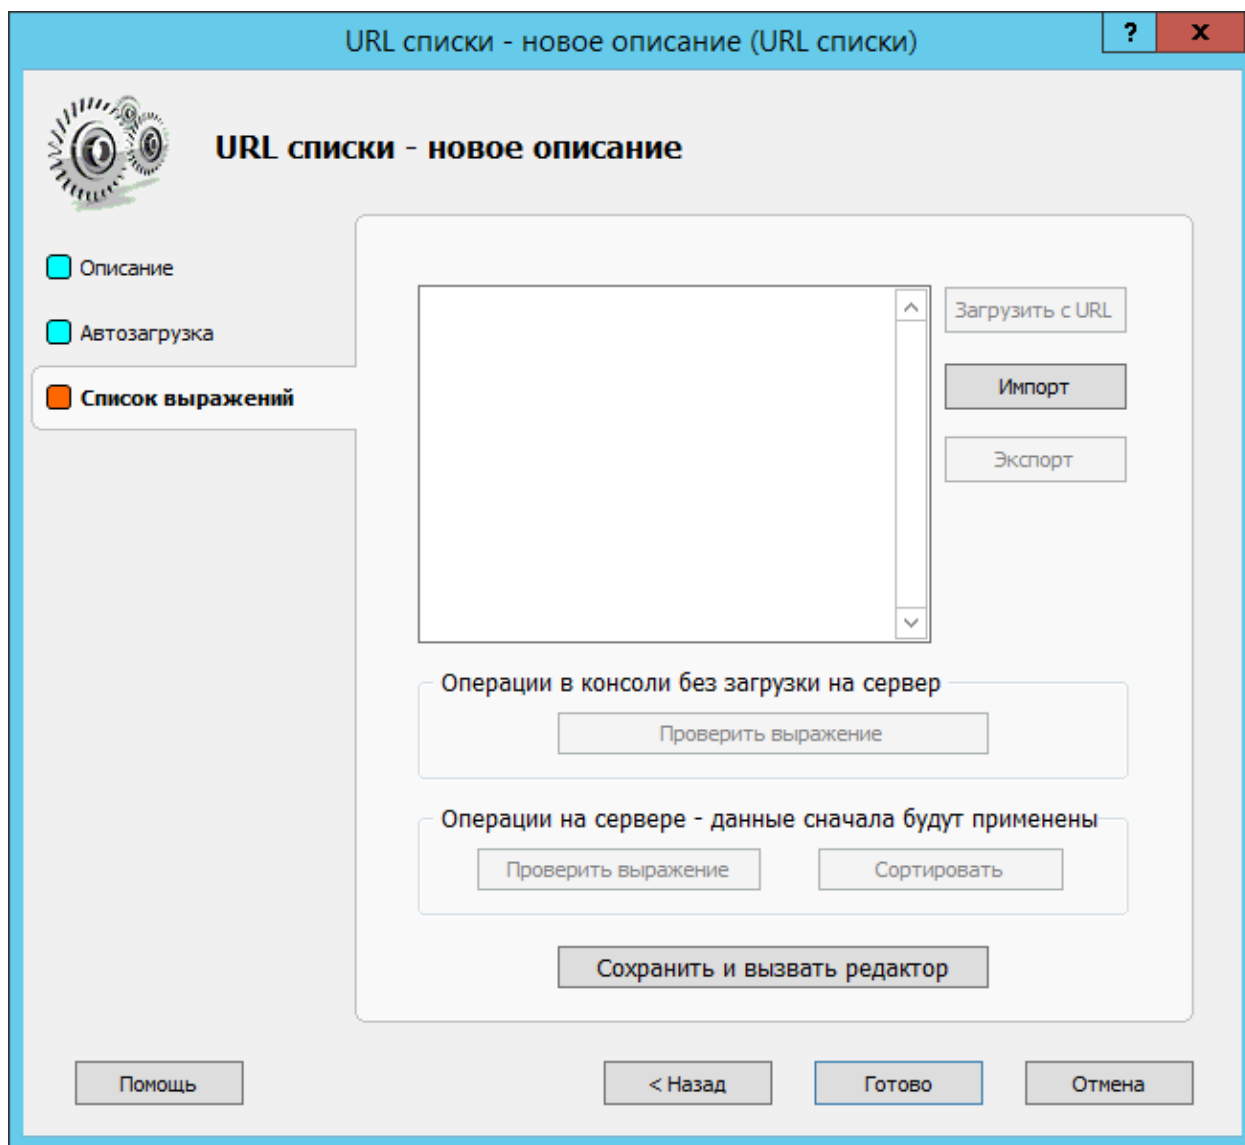 URL списки - новое описание (URL списки)
? x
URL списки - новое описание
Описание
Автозагрузка
Список выражений
Загрузить с URL
Импорт
Экспорт
Операции в консоли без загрузки на сервер
Проверить выражение
Операции на сервере - данные сначала будут применены
Проверить выражение
Сортировать
Сохранить и вызвать редактор
Помощь
< Назад
Готово
Отмена